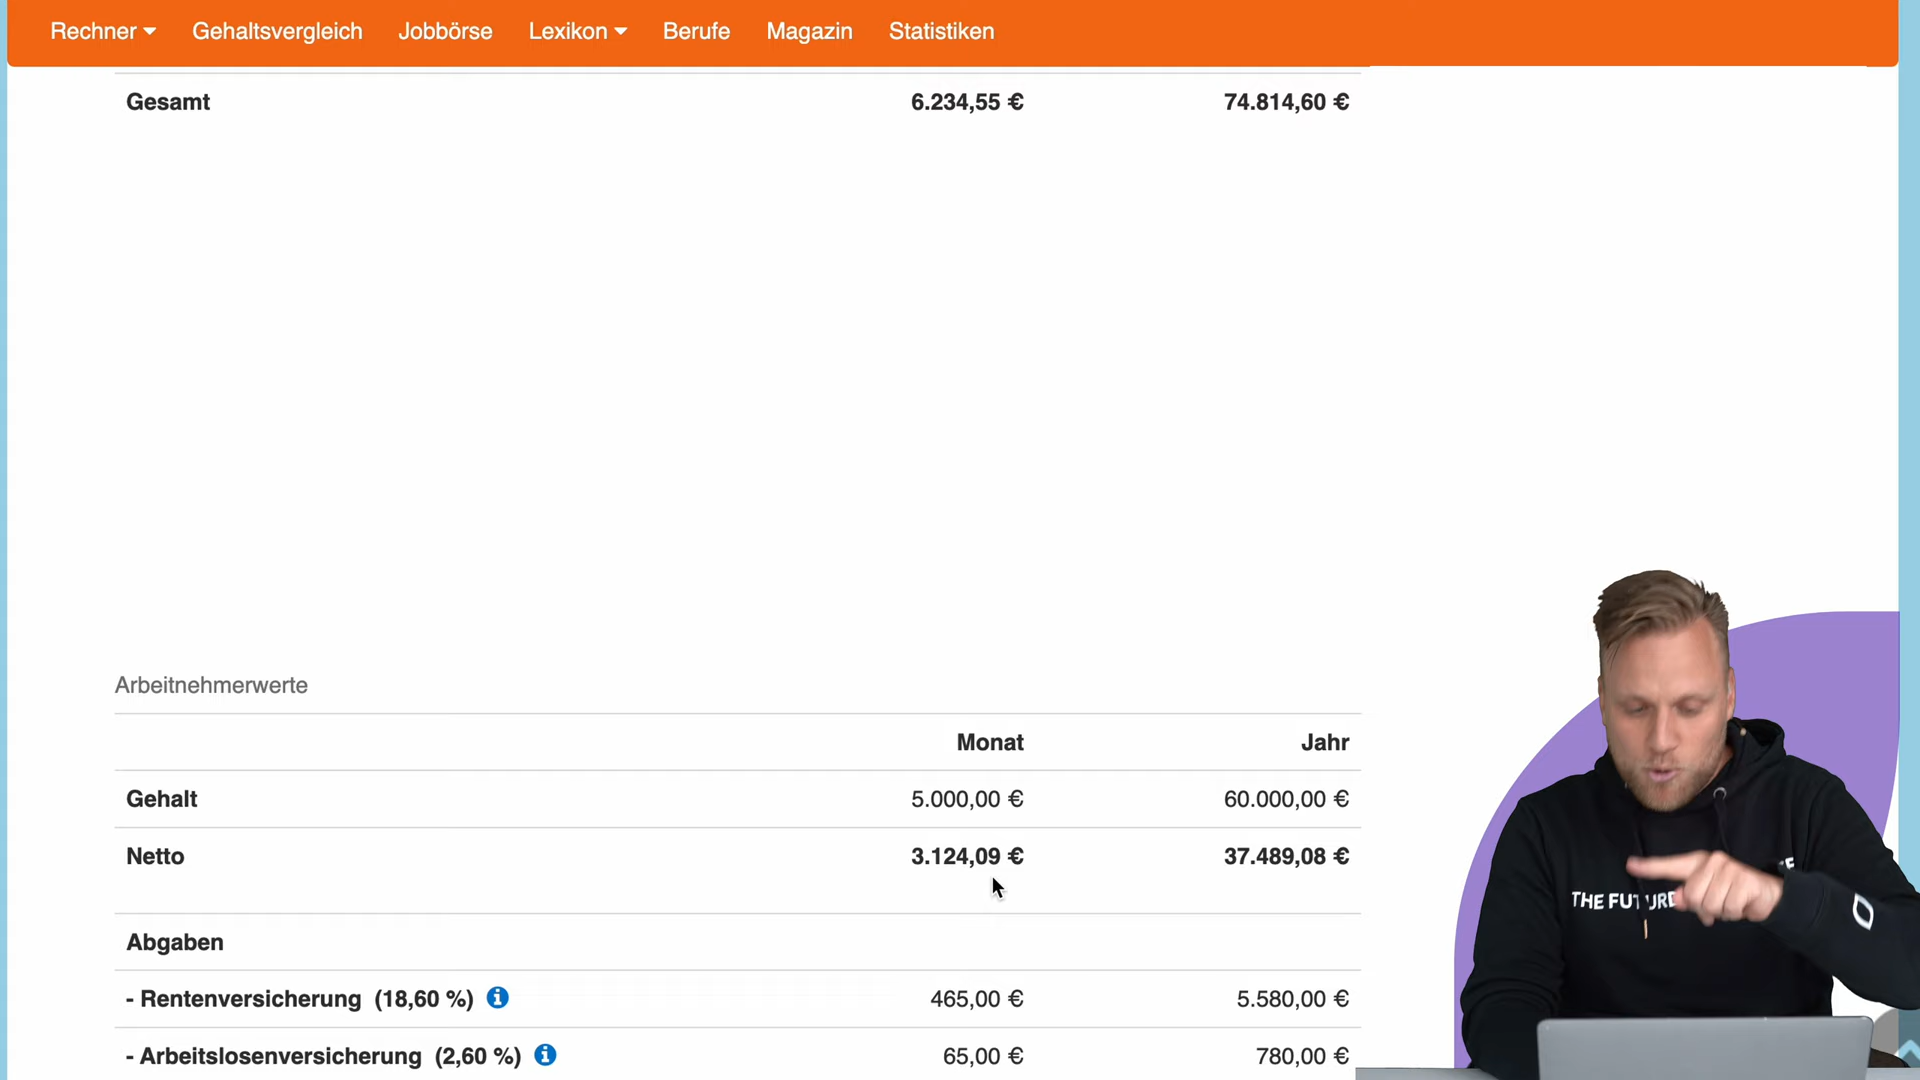 Rechner Gehaltsvergleich Jobbörse Lexikon Berufe Magazin Statistiken
Gesamt 6.234,55 € 74.814,60 €
Arbeitnehmerwerte
Monat Jahr
Gehalt 5.000,00 € 60.000,00 €
Netto 3.124,09 € 37.489,08 €
Abgaben
- Rentenversicherung (18,60 %) 465,00 € 5.580,00 €
- Arbeitslosenversicherung (2,60 %) 65,00 € 780,00 €
THE FUTURE